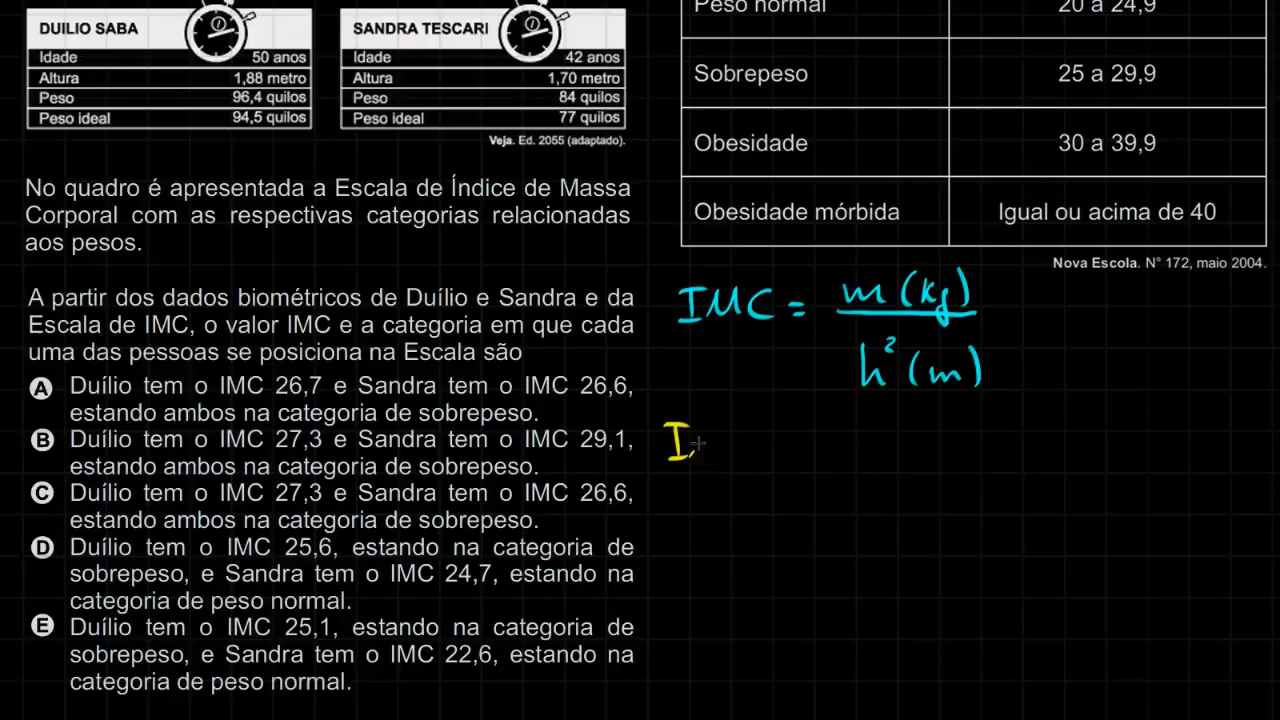 DUILIO SABA
Idade 50 anos
Altura 1,88 metro
Peso 96,4 quilos
Peso ideal 94,5 quilos
SANDRA TESCARI
Idade 42 anos
Altura 1,70 metro
Peso 84 quilos
Peso ideal 77 quilos
Veja. Ed. 2055 (adaptado).
No quadro é apresentada a Escala de Índice de Massa
Corporal com as respectivas categorias relacionadas
aos pesos.
A partir dos dados biométricos de Duílio e Sandra e da
Escala de IMC, o valor IMC e a categoria em que cada
uma das pessoas se posiciona na Escala são
A Duílio tem o IMC 26,7 e Sandra tem o IMC 26,6,
estando ambos na categoria de sobrepeso.
B Duílio tem o IMC 27,3 e Sandra tem o IMC 29,1,
estando ambos na categoria de sobrepeso.
C Duílio tem o IMC 27,3 e Sandra tem o IMC 26,6,
estando ambos na categoria de sobrepeso.
D Duílio tem o IMC 25,6, estando na categoria de
sobrepeso, e Sandra tem o IMC 24,7, estando na
categoria de peso normal.
E Duílio tem o IMC 25,1, estando na categoria de
sobrepeso, e Sandra tem o IMC 22,6, estando na
categoria de peso normal.
Peso normal 20 a 24,9
Sobrepeso 25 a 29,9
Obesidade 30 a 39,9
Obesidade mórbida Igual ou acima de 40
Nova Escola. N° 172, maio 2004.
IMC = m (kg)
h² (m)
I